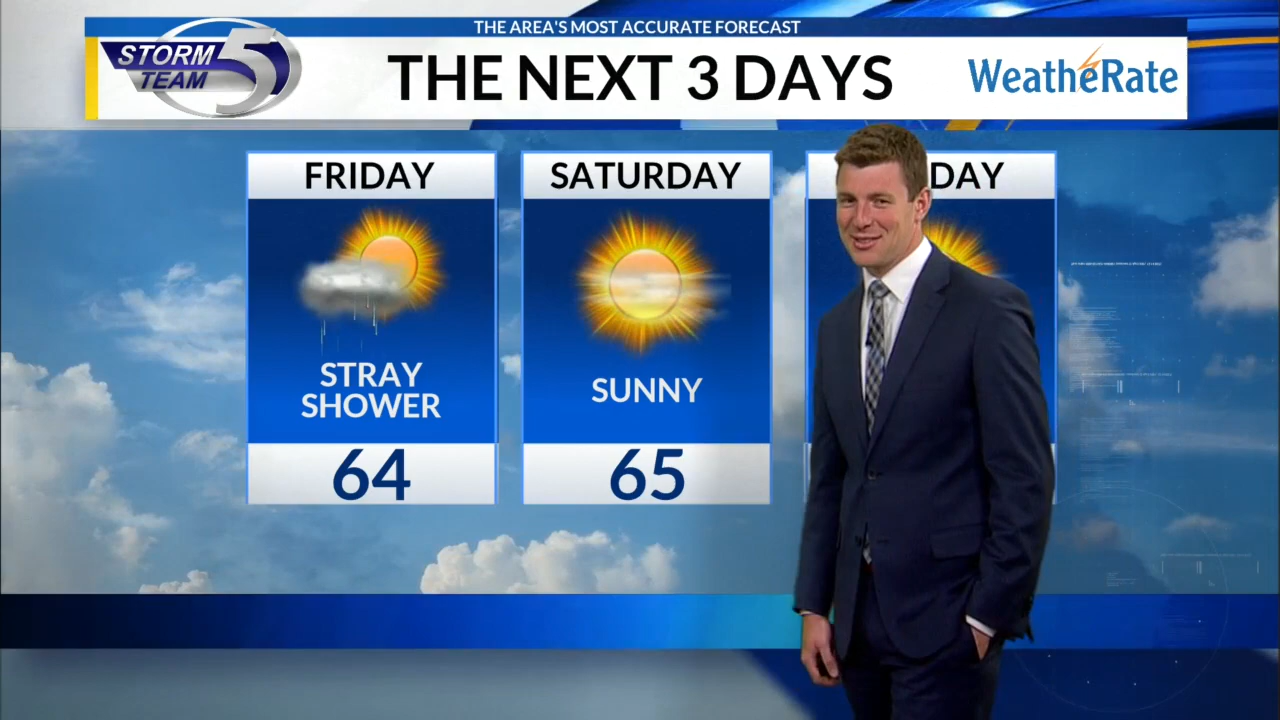 THE AREA'S MOST ACCURATE FORECAST
STORM
TEAM
5
THE NEXT 3 DAYS
WeatheRate
FRIDAY
SATURDAY
DAY
STRAY
SHOWER
SUNNY
64
65